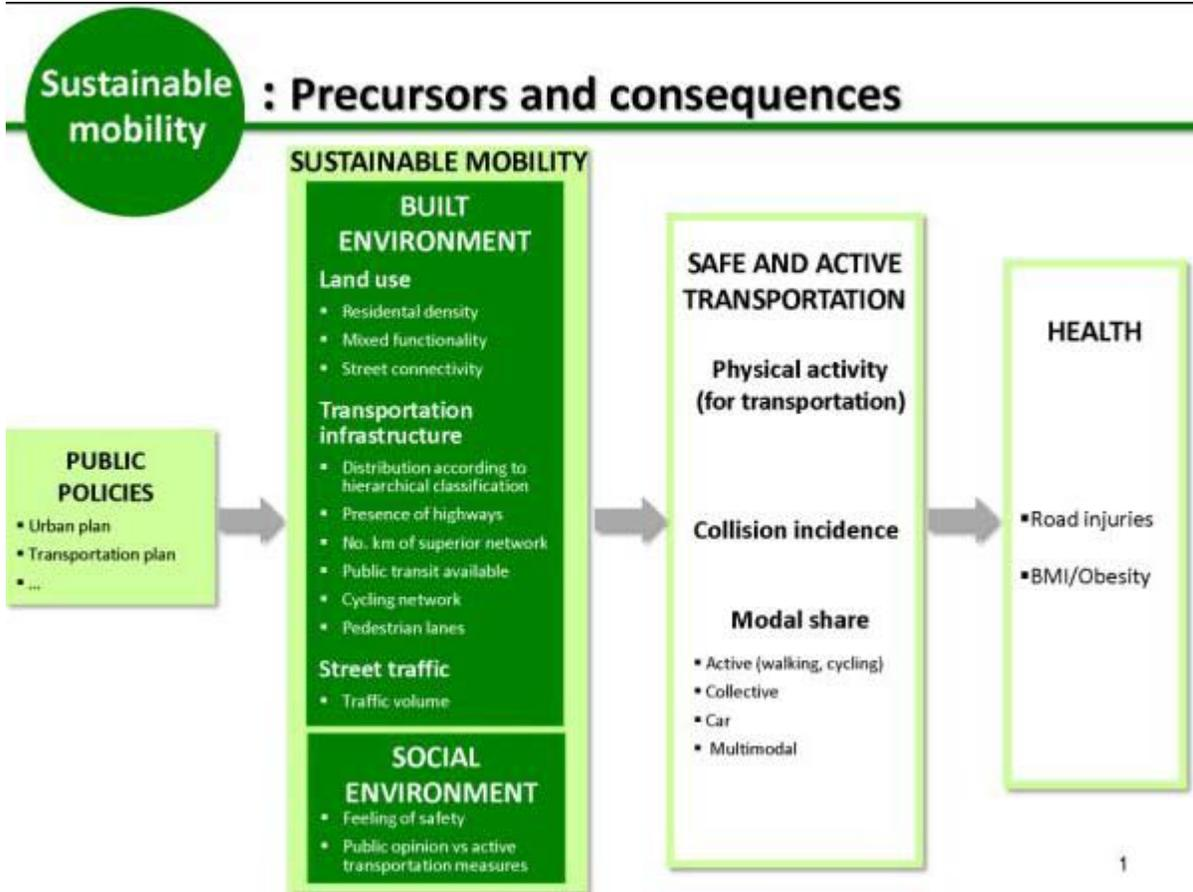 Sustainable
mobility
: Precursors and consequences
PUBLIC
POLICIES
▪ Urban plan
▪ Transportation plan
▪ ...
SUSTAINABLE MOBILITY
BUILT
ENVIRONMENT
Land use
▪ Residental density
▪ Mixed functionality
▪ Street connectivity
Transportation
infrastructure
▪ Distribution according to
hierarchical classification
▪ Presence of highways
▪ No. km of superior network
▪ Public transit available
▪ Cycling network
▪ Pedestrian lanes
Street traffic
▪ Traffic volume
SOCIAL
ENVIRONMENT
▪ Feeling of safety
▪ Public opinion vs active
transportation measures
SAFE AND ACTIVE
TRANSPORTATION
Physical activity
(for transportation)
Collision incidence
Modal share
▪ Active (walking, cycling)
▪ Collective
▪ Car
▪ Multimodal
HEALTH
▪Road injuries
▪BMI/Obesity
1